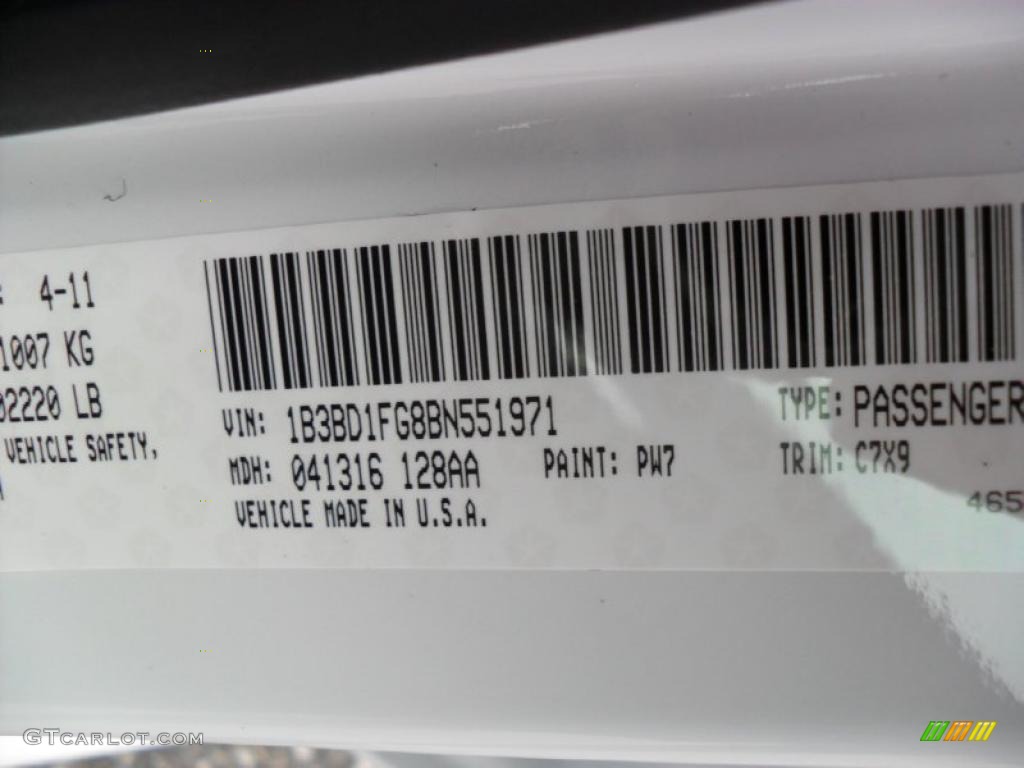 : 4-11
1007 KG
02220 LB
VEHICLE SAFETY,
VIN: 1B3BD1FG8BN551971
TYPE: PASSENGER
MDH: 041316 128AA
PAINT: PW7
TRIM: C7X9
VEHICLE MADE IN U.S.A.
465
GTCARLOT.COM